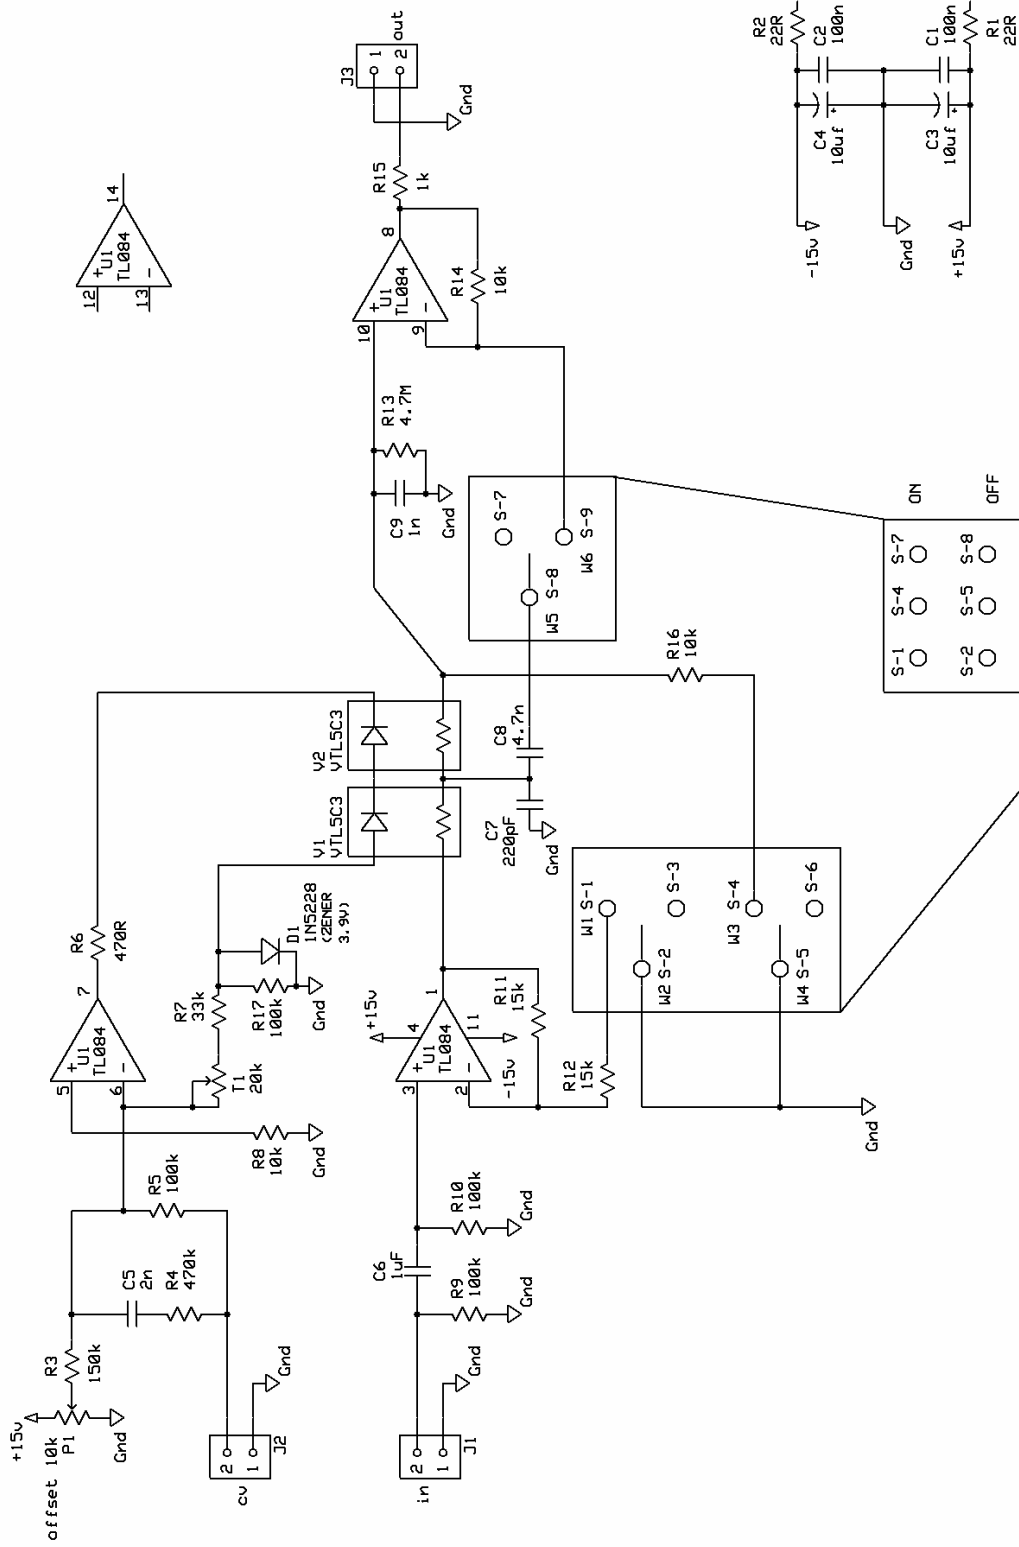 +15v
offset 10k
P1
Gnd
R3
150k
C5
2n
R4
470k
R5
100k
cv
2
1
J2
Gnd
R8
10k
Gnd
5
6
+
-
U1
TL084
7
R6
470R
T1
20k
R7
33k
R17
100k
Gnd
D1
1N5228
(ZENER
3.9V)
V1
VTL5C3
V2
VTL5C3
in
2
1
J1
Gnd
C6
1uF
R9
100k
Gnd
R10
100k
Gnd
3
2
+
-
U1
TL084
+15v
4
11
-15v
1
R11
15k
R12
15k
C7
220pF
Gnd
C8
4.7n
W1 S-1
W2 S-2
S-3
W3
S-4
W4 S-5
S-6
Gnd
R16
10k
W5
S-8
S-7
W6
S-9
C9
1n
Gnd
R13
4.7M
10
9
+
-
U1
TL084
8
R14
10k
R15
1k
J3
1
2
out
Gnd
12
13
+
-
U1
TL084
14
S-1
S-4
S-7
ON
S-2
S-5
S-8
OFF
-15v
Gnd
+15v
C4
10uf
+
C3
10uf
+
C2
100n
C1
100n
R2
22R
R1
22R